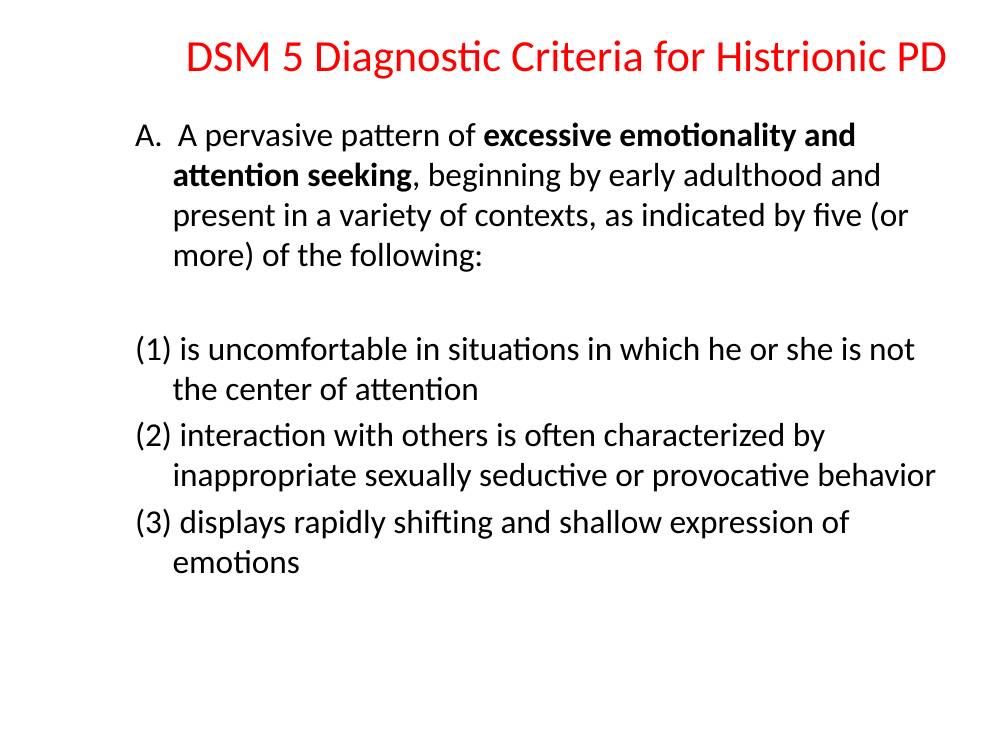 DSM 5 Diagnostic Criteria for Histrionic PD
A. A pervasive pattern of excessive emotionality and
attention seeking, beginning by early adulthood and
present in a variety of contexts, as indicated by five (or
more) of the following:
(1) is uncomfortable in situations in which he or she is not
the center of attention
(2) interaction with others is often characterized by
inappropriate sexually seductive or provocative behavior
(3) displays rapidly shifting and shallow expression of
emotions